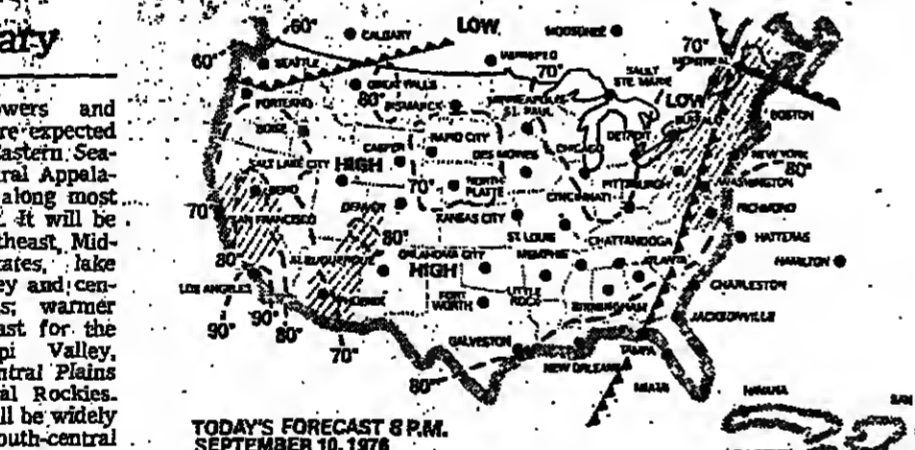 ary
owers and
re expected
Eastern Sea-
ral Appala-
along most
It will be
theast, Mid-
tates, lake
ey and cen-
s; warmer
ast for the
pi Valley,
ntral Plains
al Rockies.
ll be widely
outh-central
60°
CALGARY
LOW
MOOSONEE
60°
SEATTLE
WINNIPEG
70°
70°
MONTREAL
SAULT
STE. MARIE
GREAT FALLS
80°
BISMARCK
MINNEAPOLIS
ST. PAUL
LOW
PORTLAND
BUFFALO
BOSTON
BOISE
RAPID CITY
DETROIT
CASPER
DES MOINES
CHICAGO
NEW YORK
80°
SALT LAKE CITY
HIGH
PITTSBURGH
WASHINGTON
RENO
70°
NORTH
PLATTE
CINCINNATI
RICHMOND
70°
SAN FRANCISCO
DENVER
KANSAS CITY
80°
ST. LOUIS
CHATTANOOGA
HATTERAS
80°
ALBUQUERQUE
OKLAHOMA CITY
MEMPHIS
ATLANTA
HAMILTON
HIGH
LOS ANGELES
PHOENIX
FORT
WORTH
LITTLE
ROCK
BIRMINGHAM
CHARLESTON
90°
90°
80°
JACKSONVILLE
70°
GALVESTON
NEW ORLEANS
TAMPA
80°
MIAMI
HAVANA
SAN
TODAY'S FORECAST 8 P.M.
SEPTEMBER 10, 1976